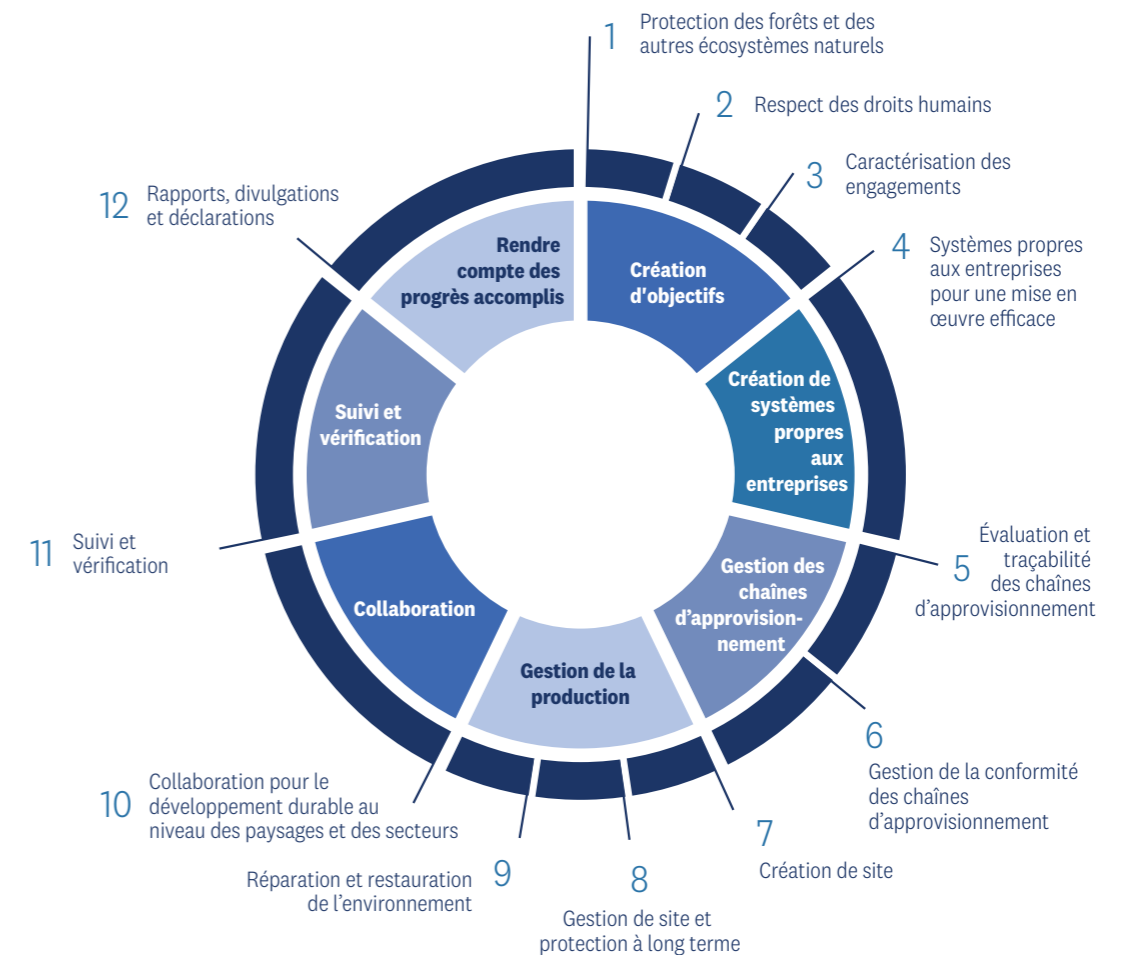 1
Protection des forêts et des
autres écosystèmes naturels
2
Respect des droits humains
3
Caractérisation des
engagements
4
Systèmes propres
aux entreprises
pour une mise en
œuvre efficace
5
Évaluation et
traçabilité
des chaînes
d’approvisionnement
6
Gestion de la conformité
des chaînes
d’approvisionnement
7
Création de site
8
Gestion de site et
protection à long terme
9
Réparation et restauration
de l’environnement
10
Collaboration pour le
développement durable au
niveau des paysages et des secteurs
11
Suivi et
vérification
12
Rapports, divulgations
et déclarations
Création
d’objectifs
Création de
systèmes
propres
aux
entreprises
Gestion des
chaînes
d’approvision-
nement
Gestion de la
production
Collaboration
Suivi et
vérification
Rendre
compte des
progrès accomplis